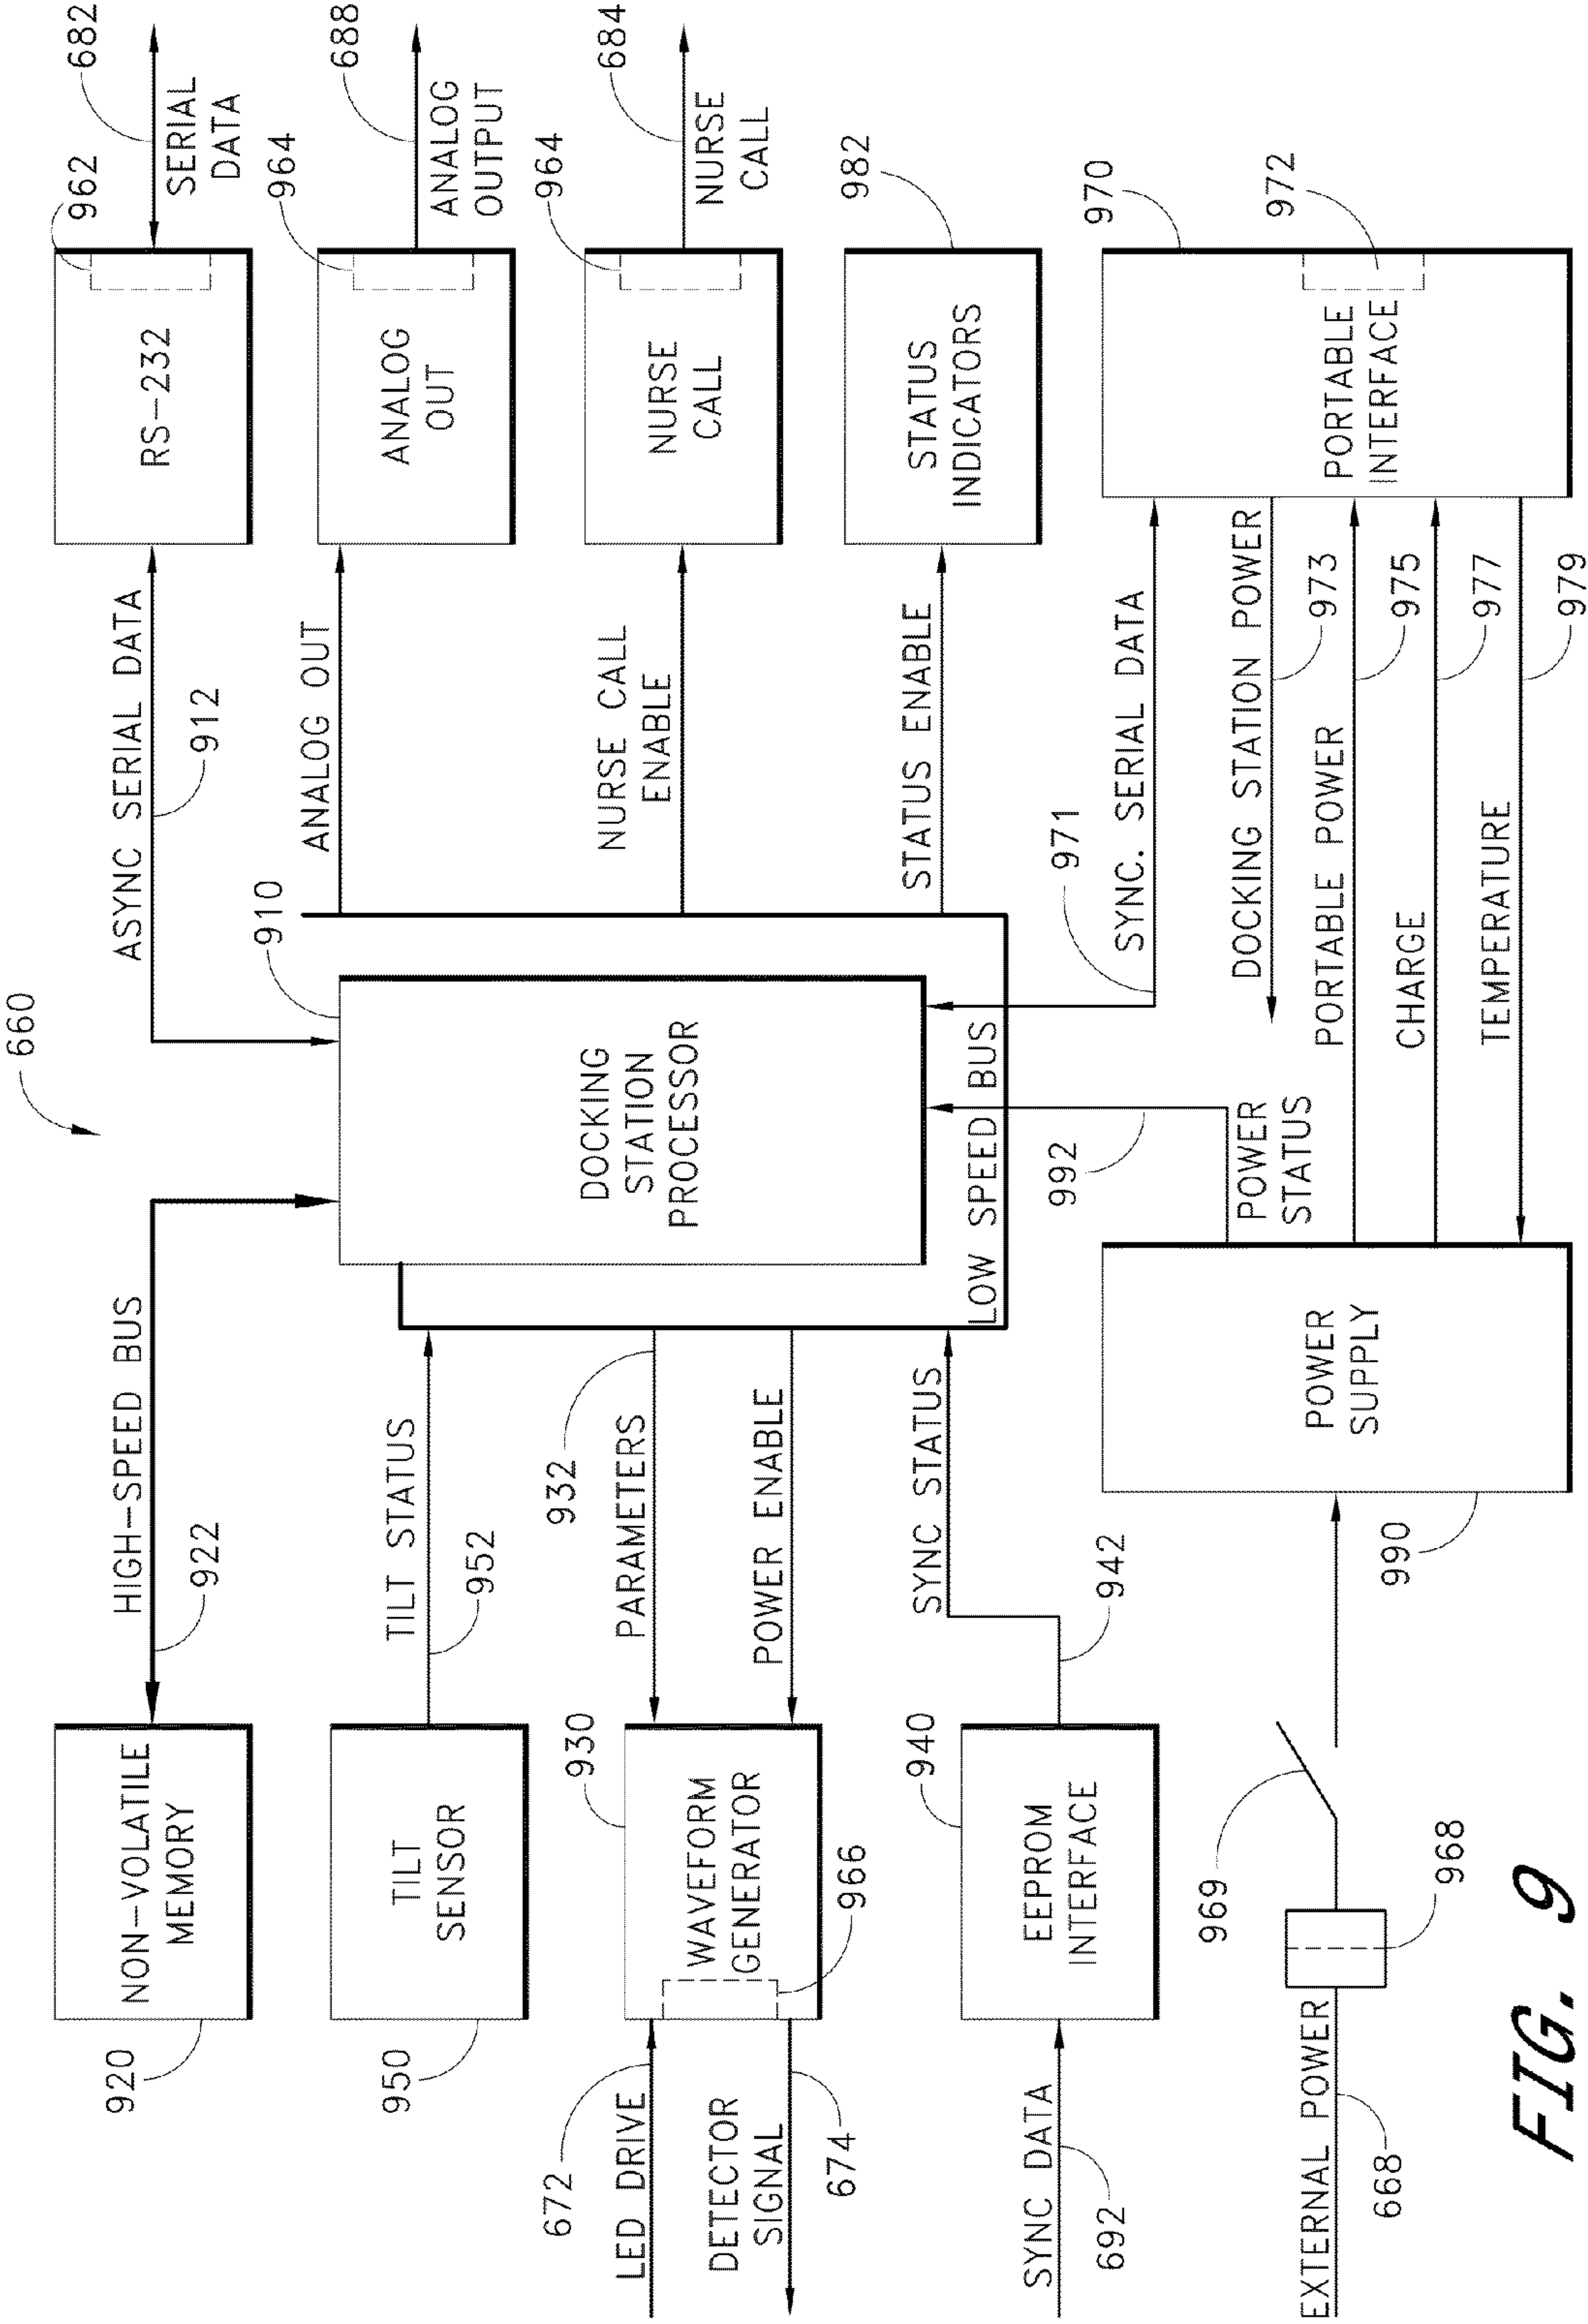 660
HIGH-SPEED BUS
922
NON-VOLATILE
MEMORY
920
ASYNC SERIAL DATA
912
RS-232
962
682
SERIAL
DATA
TILT
SENSOR
950
TILT STATUS
952
910
DOCKING
STATION
PROCESSOR
ANALOG OUT
ANALOG
OUT
964
688
ANALOG
OUTPUT
672
LED DRIVE
DETECTOR
SIGNAL
674
WAVEFORM
GENERATOR
930
966
932
PARAMETERS
POWER ENABLE
NURSE CALL
ENABLE
NURSE
CALL
964
684
NURSE
CALL
SYNC DATA
692
EEPROM
INTERFACE
940
SYNC STATUS
942
LOW SPEED BUS
STATUS ENABLE
STATUS
INDICATORS
982
EXTERNAL POWER
668
968
969
POWER
SUPPLY
990
992
POWER
STATUS
971
SYNC. SERIAL DATA
DOCKING STATION POWER
973
PORTABLE POWER
975
CHARGE
977
TEMPERATURE
979
PORTABLE
INTERFACE
970
972
FIG. 9